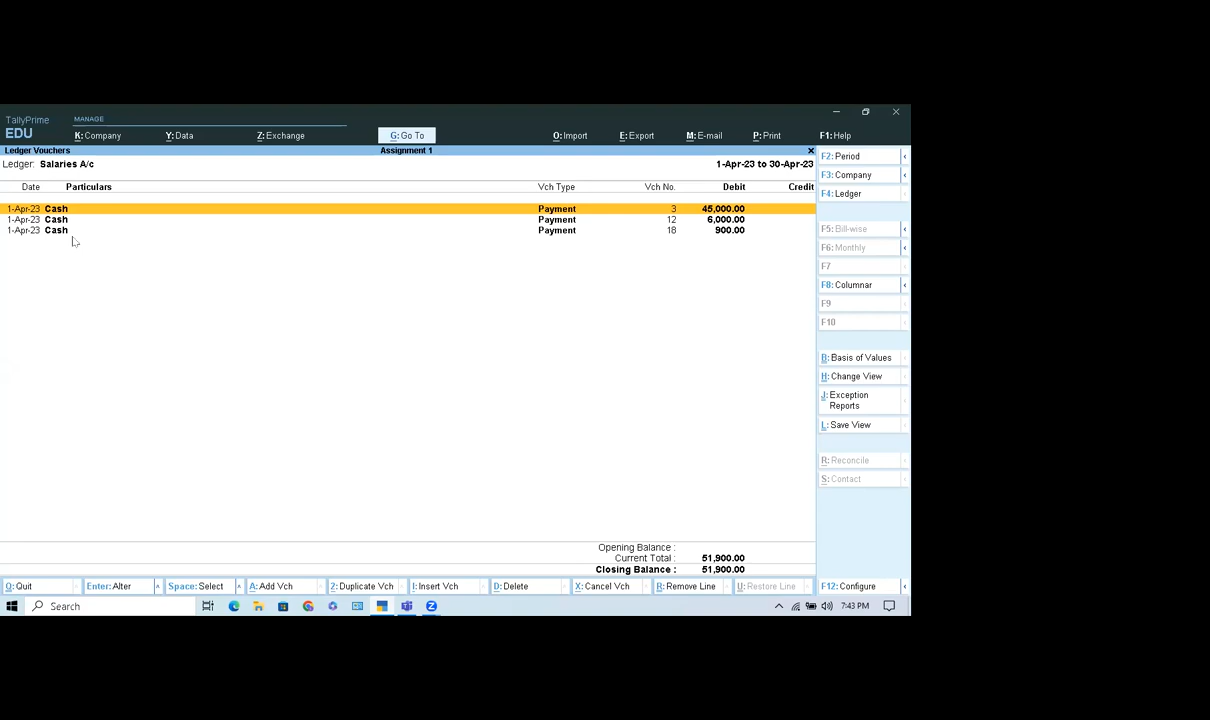 TallyPrime MANAGE
EDU K: Company Y: Data Z: Exchange G: Go To O: Import E: Export M: E-mail P: Print F1: Help
Ledger Vouchers Assignment 1 ×
Ledger: Salaries A/c 1-Apr-23 to 30-Apr-23
Date Particulars Vch Type Vch No. Debit Credit
1-Apr-23 Cash Payment 3 45,000.00
1-Apr-23 Cash Payment 12 6,000.00
1-Apr-23 Cash Payment 18 900.00
Opening Balance :
Current Total : 51,900.00
Closing Balance : 51,900.00
F2: Period
F3: Company
F4: Ledger
F5: Bill-wise
F6: Monthly
F7
F8: Columnar
F9
F10
B: Basis of Values
H: Change View
J: Exception
Reports
L: Save View
R: Reconcile
S: Contact
Q: Quit Enter: Alter Space: Select A: Add Vch 2: Duplicate Vch I: Insert Vch D: Delete X: Cancel Vch R: Remove Line U: Restore Line F12: Configure
Search 7:43 PM